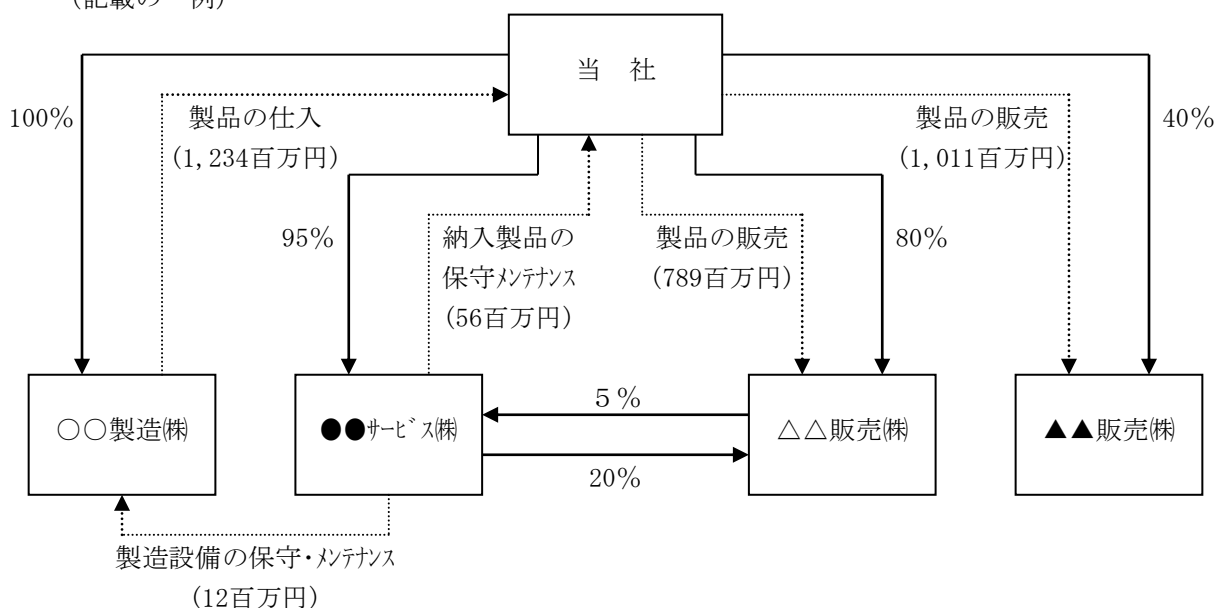 (記載の一例)
当 社
100%
製品の仕入
(1,234百万円)
製品の販売
(1,011百万円)
40%
95%
納入製品の
保守メンテナンス
(56百万円)
製品の販売
(789百万円)
80%
○○製造㈱
●●サービス㈱
5%
20%
△△販売㈱
▲▲販売㈱
製造設備の保守・メンテナンス
(12百万円)